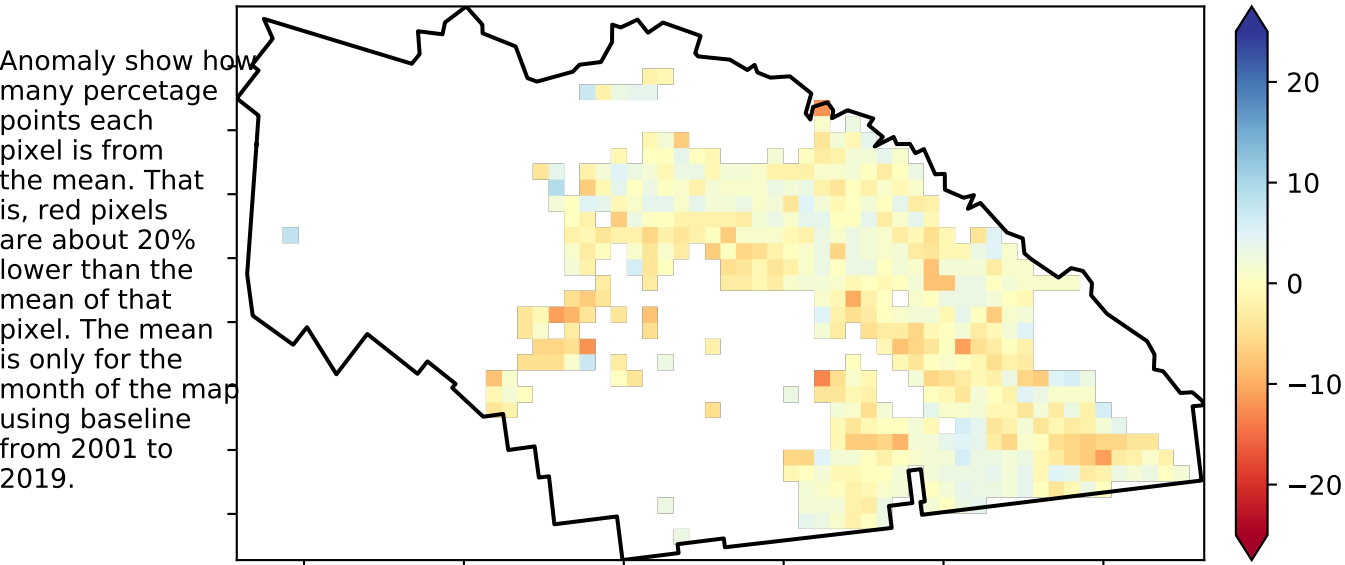 Anomaly show how
many percetage
points each
pixel is from
the mean. That
is, red pixels
are about 20%
lower than the
mean of that
pixel. The mean
is only for the
month of the map
using baseline
from 2001 to
2019.
20
10
0
−10
−20